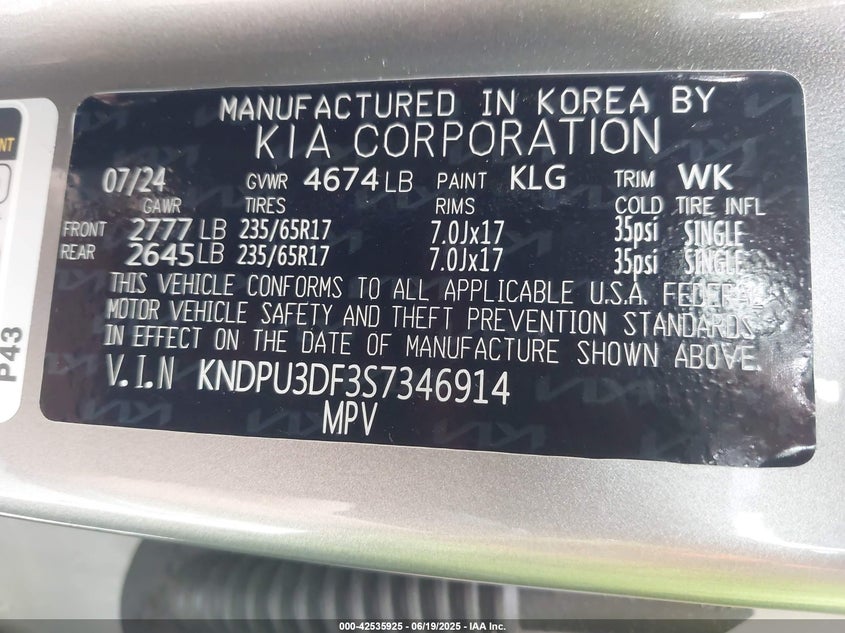 MANUFACTURED IN KOREA BY
KIA CORPORATION
07/24 GVWR 4674 LB PAINT KLG TRIM WK
GAWR TIRES RIMS COLD TIRE INFL
FRONT 2777 LB 235/65R17 7.0Jx17 35psi SINGLE
REAR 2645 LB 235/65R17 7.0Jx17 35psi SINGLE
THIS VEHICLE CONFORMS TO ALL APPLICABLE U.S.A. FEDERAL
MOTOR VEHICLE SAFETY AND THEFT PREVENTION STANDARDS
IN EFFECT ON THE DATE OF MANUFACTURE SHOWN ABOVE.
V.I.N KNDPU3DF3S7346914
MPV
P43
000-42535925 | 06/19/2025 - IAA Inc.